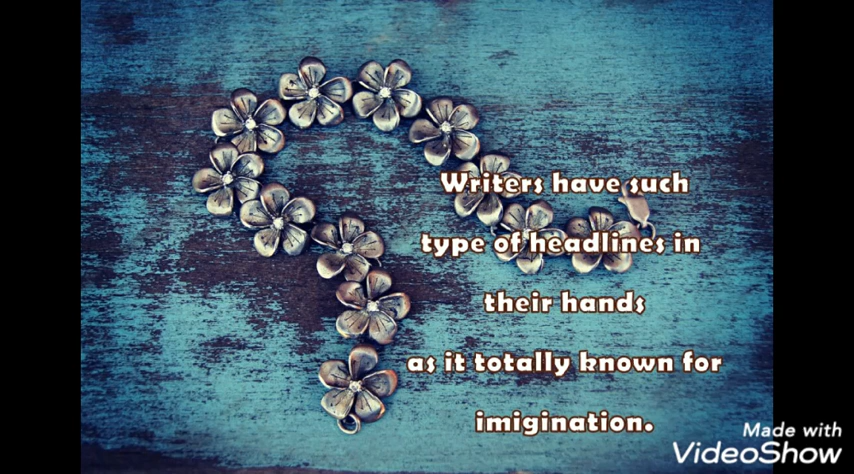 Writers have such
type of headlines in
their hands
as it totally known for
imigination.
Made with
VideoShow